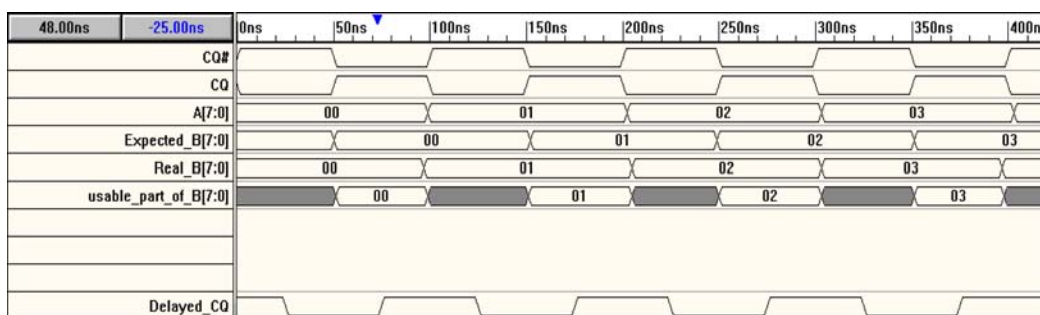 48.00ns -25.00ns 0ns 50ns 100ns 150ns 200ns 250ns 300ns 350ns 400n
CQ#
CQ
A[7:0] 00 01 02 03
Expected_B[7:0] 00 01 02 03
Real_B[7:0] 00 01 02 03
usable_part_of_B[7:0] 00 01 02 03
Delayed_CQ